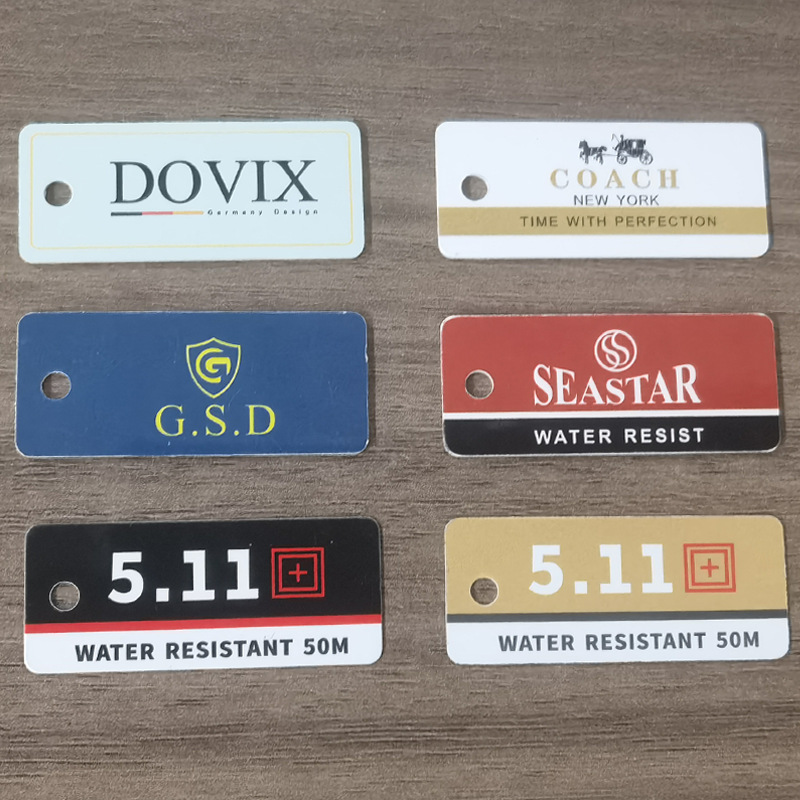 DOVIX
Germany Design
COACH
NEW YORK
TIME WITH PERFECTION
G.S.D
SEASTAR
WATER RESIST
5.11
WATER RESISTANT 50M
5.11
WATER RESISTANT 50M